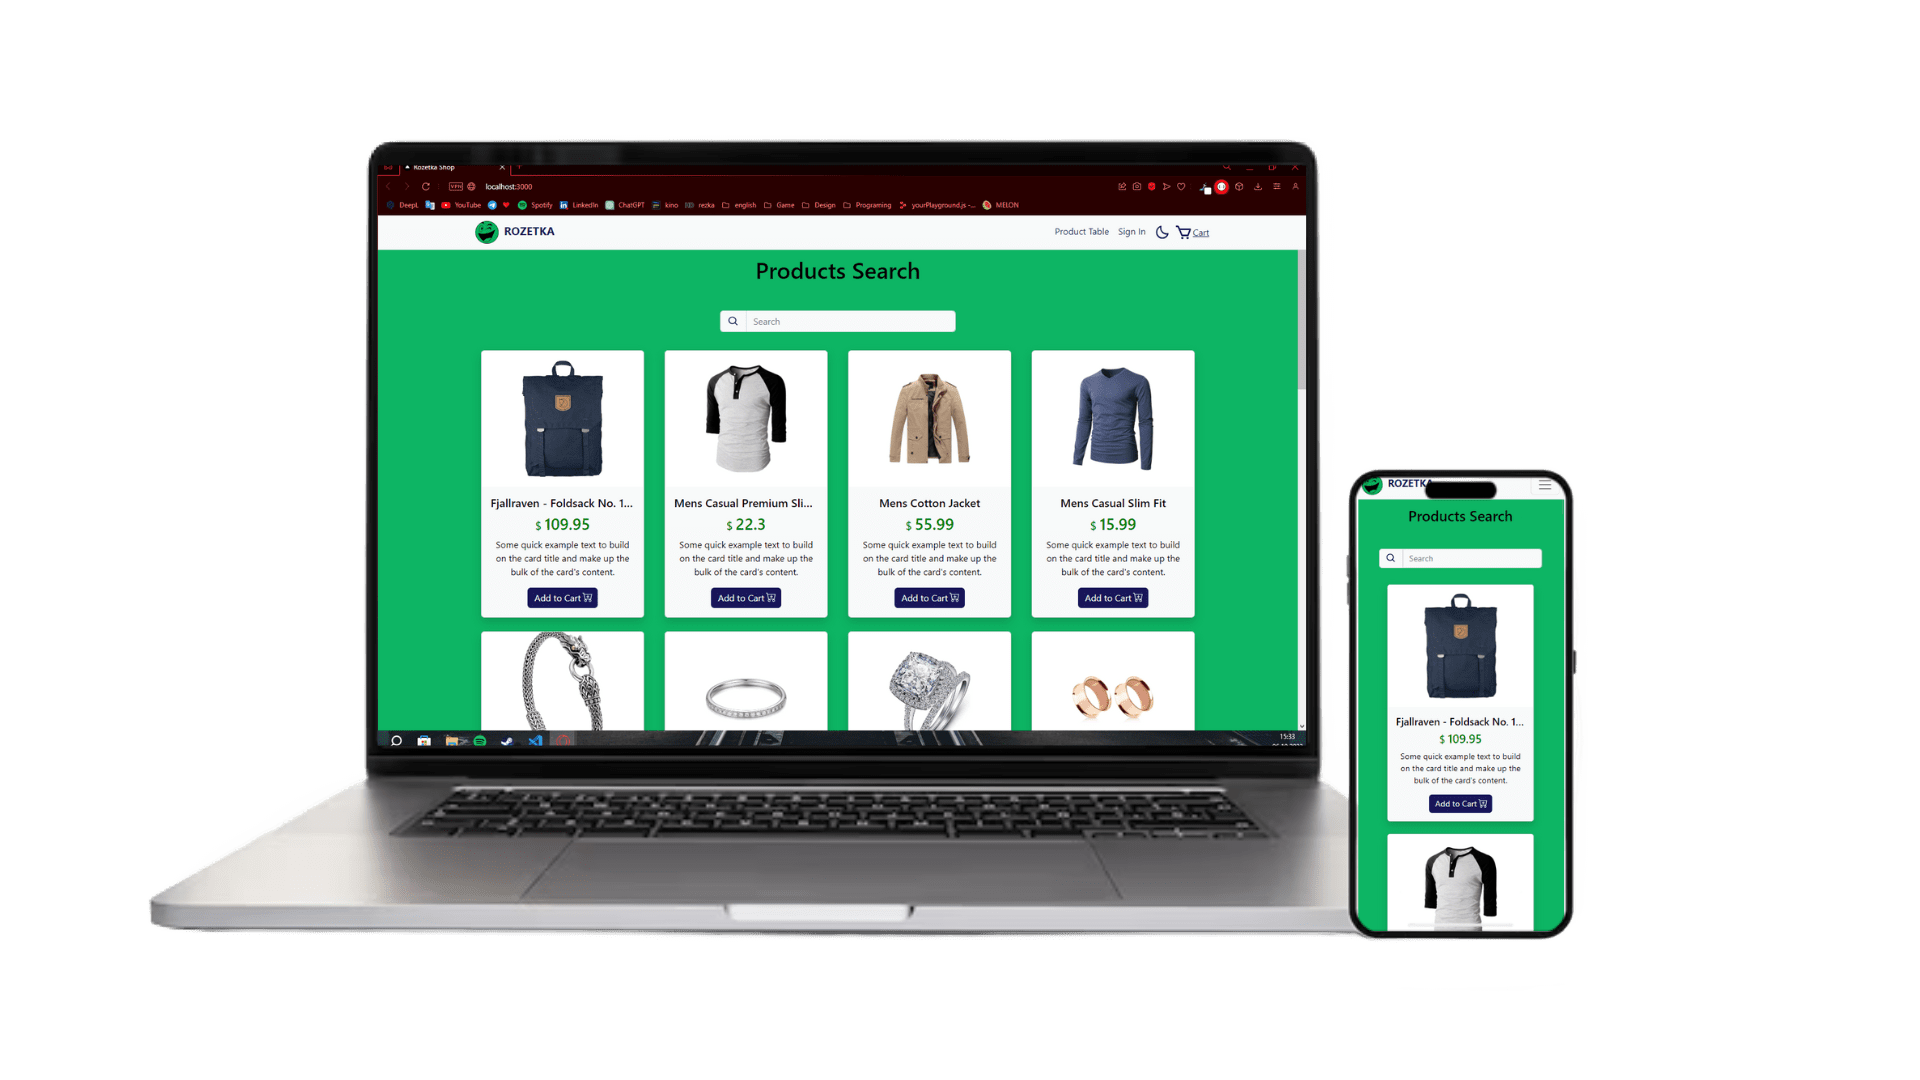 Rozetka Shop
VPN localhost:3000
DeepL YouTube Spotify LinkedIn ChatGPT kino rezka english Game Design Programing yourPlayground.js -... MELON
ROZETKA Product Table Sign In Cart
Products Search
Search
Fjallraven - Foldsack No. 1... Mens Casual Premium Sli... Mens Cotton Jacket Mens Casual Slim Fit
$ 109.95 $ 22.3 $ 55.99 $ 15.99
Some quick example text to build Some quick example text to build Some quick example text to build Some quick example text to build
on the card title and make up the on the card title and make up the on the card title and make up the on the card title and make up the
bulk of the card's content. bulk of the card's content. bulk of the card's content. bulk of the card's content.
Add to Cart Add to Cart Add to Cart Add to Cart
15:33
ROZETKA
Products Search
Search
Fjallraven - Foldsack No. 1...
$ 109.95
Some quick example text to build
on the card title and make up the
bulk of the card's content.
Add to Cart